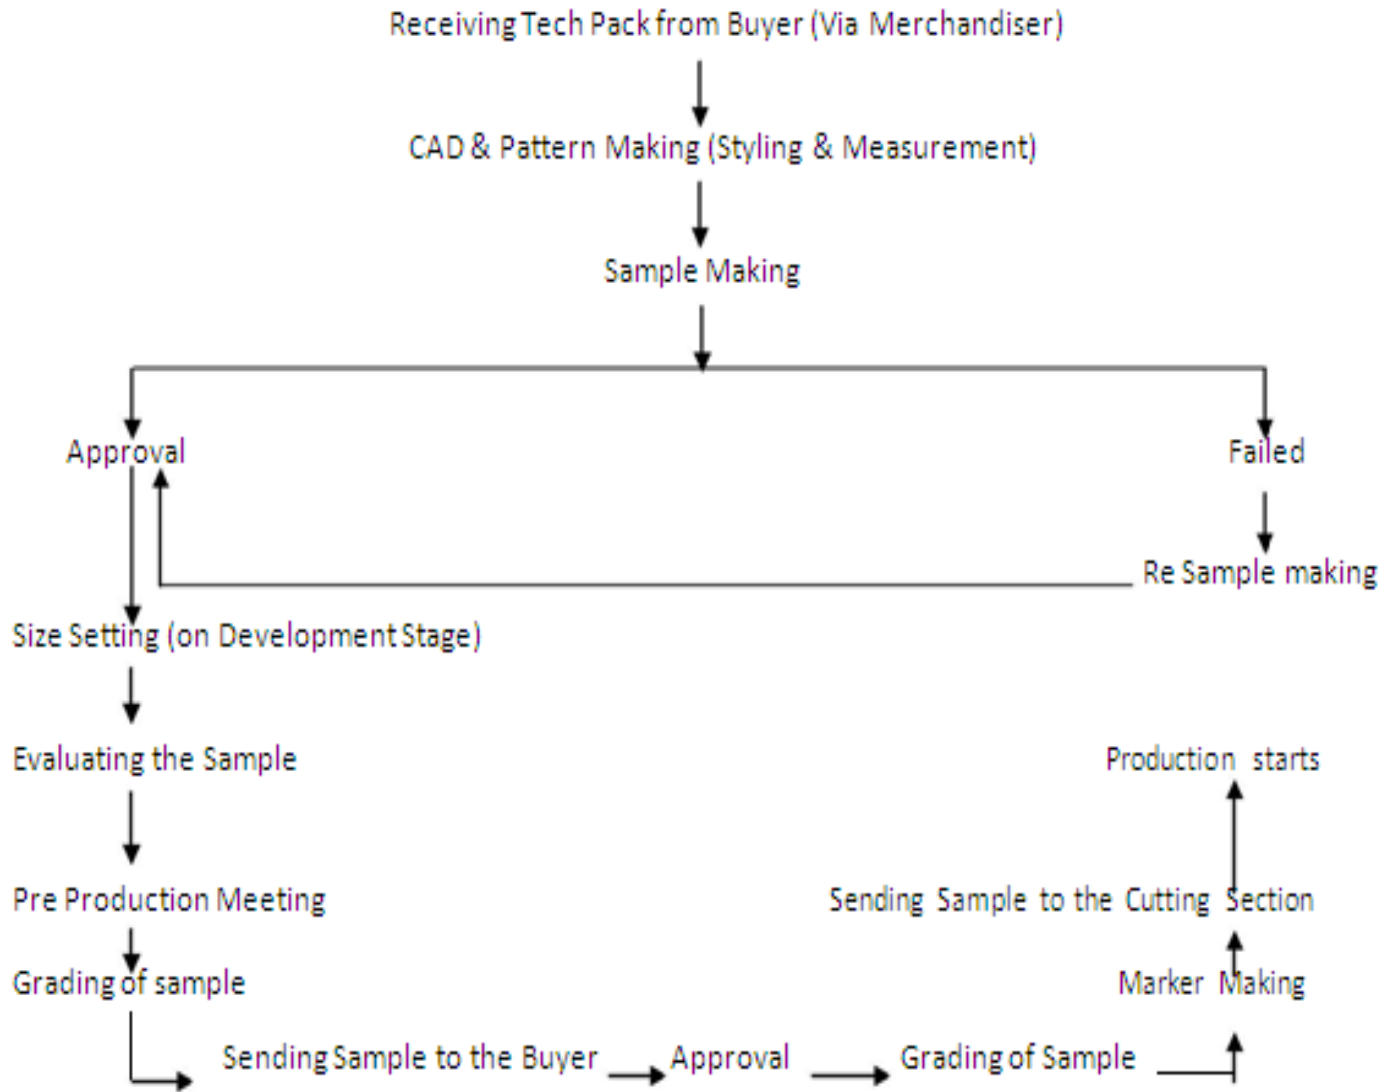 Receiving Tech Pack from Buyer (Via Merchandiser)
CAD & Pattern Making (Styling & Measurement)
Sample Making
Approval
Failed
Re Sample making
Size Setting (on Development Stage)
Evaluating the Sample
Production starts
Pre Production Meeting
Sending Sample to the Cutting Section
Grading of sample
Marker Making
Sending Sample to the Buyer
Approval
Grading of Sample